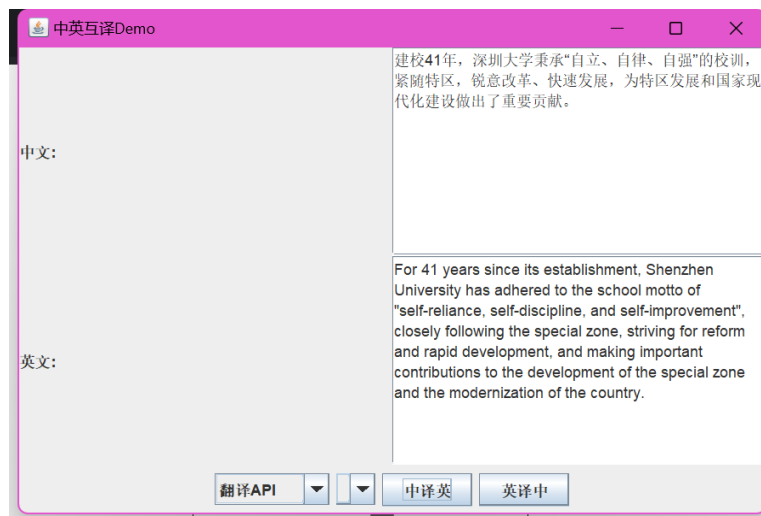 中英互译Demo
中文:
建校41年，深圳大学秉承“自立、自律、自强”的校训，
紧随特区，锐意改革、快速发展，为特区发展和国家现
代化建设做出了重要贡献。
英文:
For 41 years since its establishment, Shenzhen
University has adhered to the school motto of
"self-reliance, self-discipline, and self-improvement",
closely following the special zone, striving for reform
and rapid development, and making important
contributions to the development of the special zone
and the modernization of the country.
翻译API 中译英 英译中